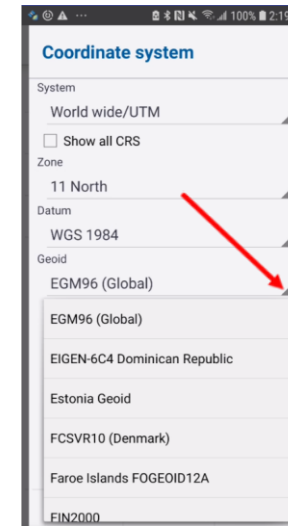 100% 2:19
Coordinate system
System
World wide/UTM
Show all CRS
Zone
11 North
Datum
WGS 1984
Geoid
EGM96 (Global)
EGM96 (Global)
EIGEN-6C4 Dominican Republic
Estonia Geoid
FCSVR10 (Denmark)
Faroe Islands FOGEOID12A
FIN2000